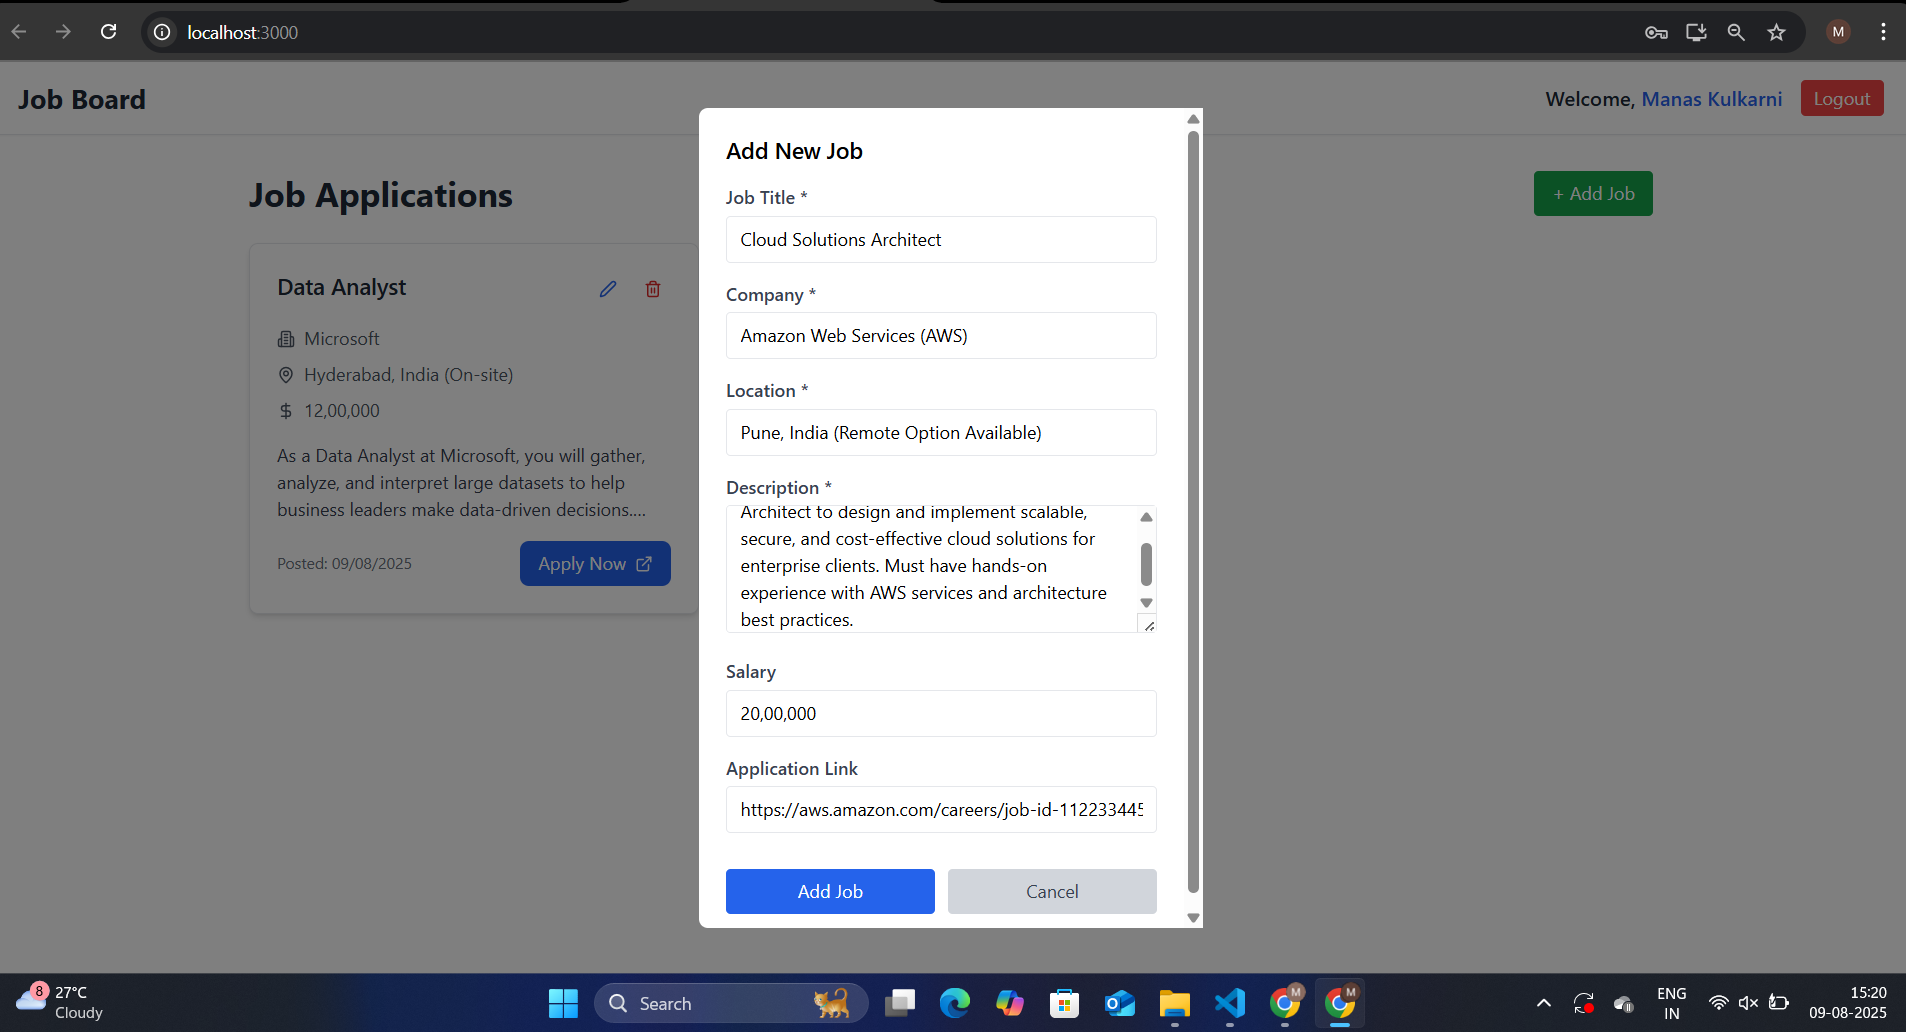 localhost:3000
M
Job Board
Welcome, Manas Kulkarni
Logout
Job Applications
+ Add Job
Data Analyst
Microsoft
Hyderabad, India (On-site)
$ 12,00,000
As a Data Analyst at Microsoft, you will gather,
analyze, and interpret large datasets to help
business leaders make data-driven decisions....
Posted: 09/08/2025
Apply Now
Add New Job
Job Title *
Cloud Solutions Architect
Company *
Amazon Web Services (AWS)
Location *
Pune, India (Remote Option Available)
Description *
Architect to design and implement scalable,
secure, and cost-effective cloud solutions for
enterprise clients. Must have hands-on
experience with AWS services and architecture
best practices.
Salary
20,00,000
Application Link
https://aws.amazon.com/careers/job-id-112233445
Add Job
Cancel
8
27°C
Cloudy
Search
M
M
ENG
IN
15:20
09-08-2025